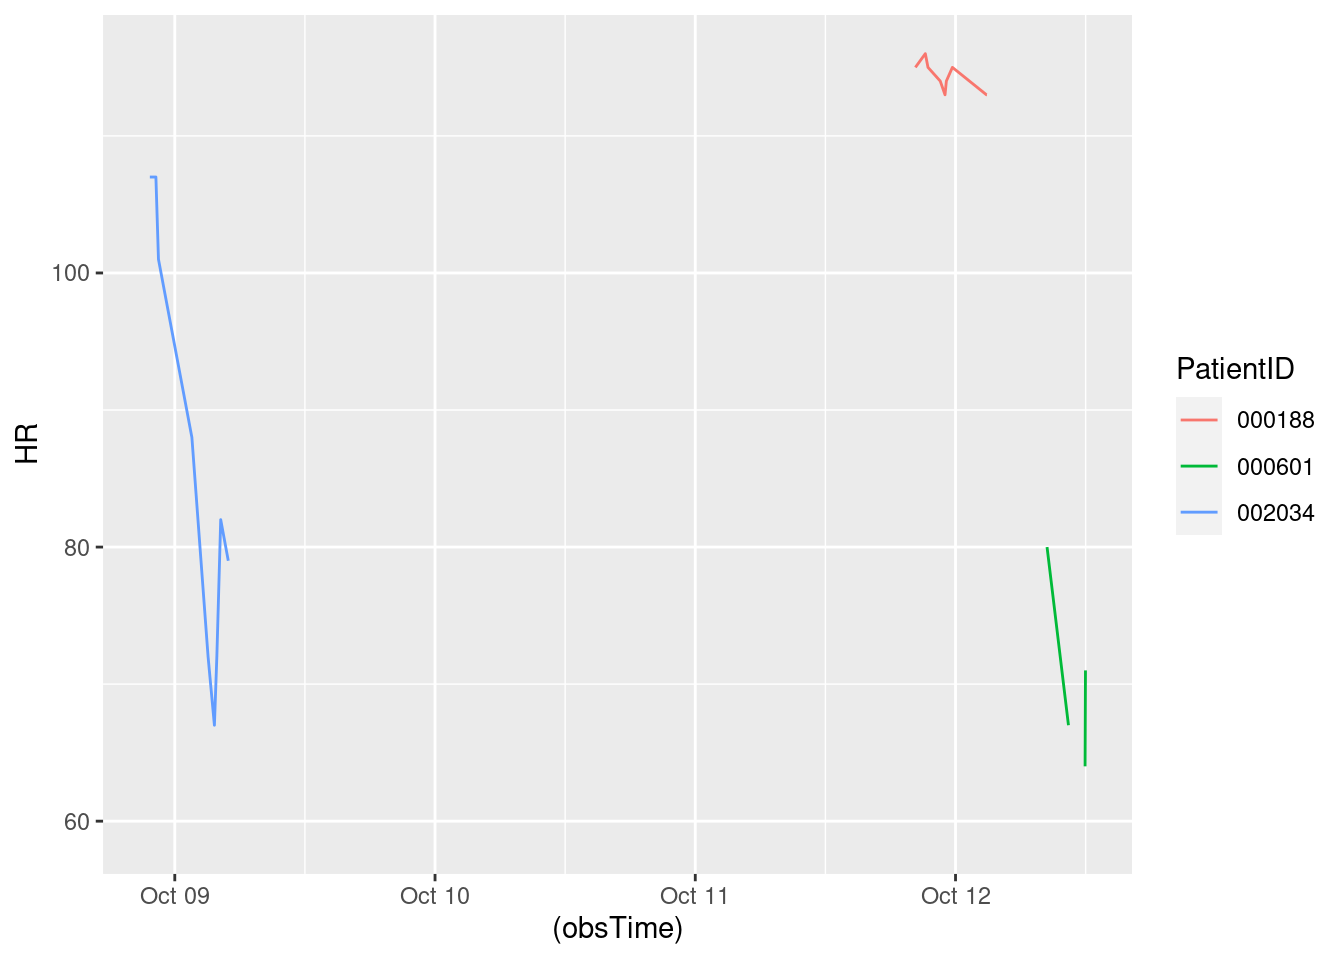 HR
100
80
60
Oct 09
Oct 10
Oct 11
Oct 12
(obsTime)
PatientID
000188
000601
002034